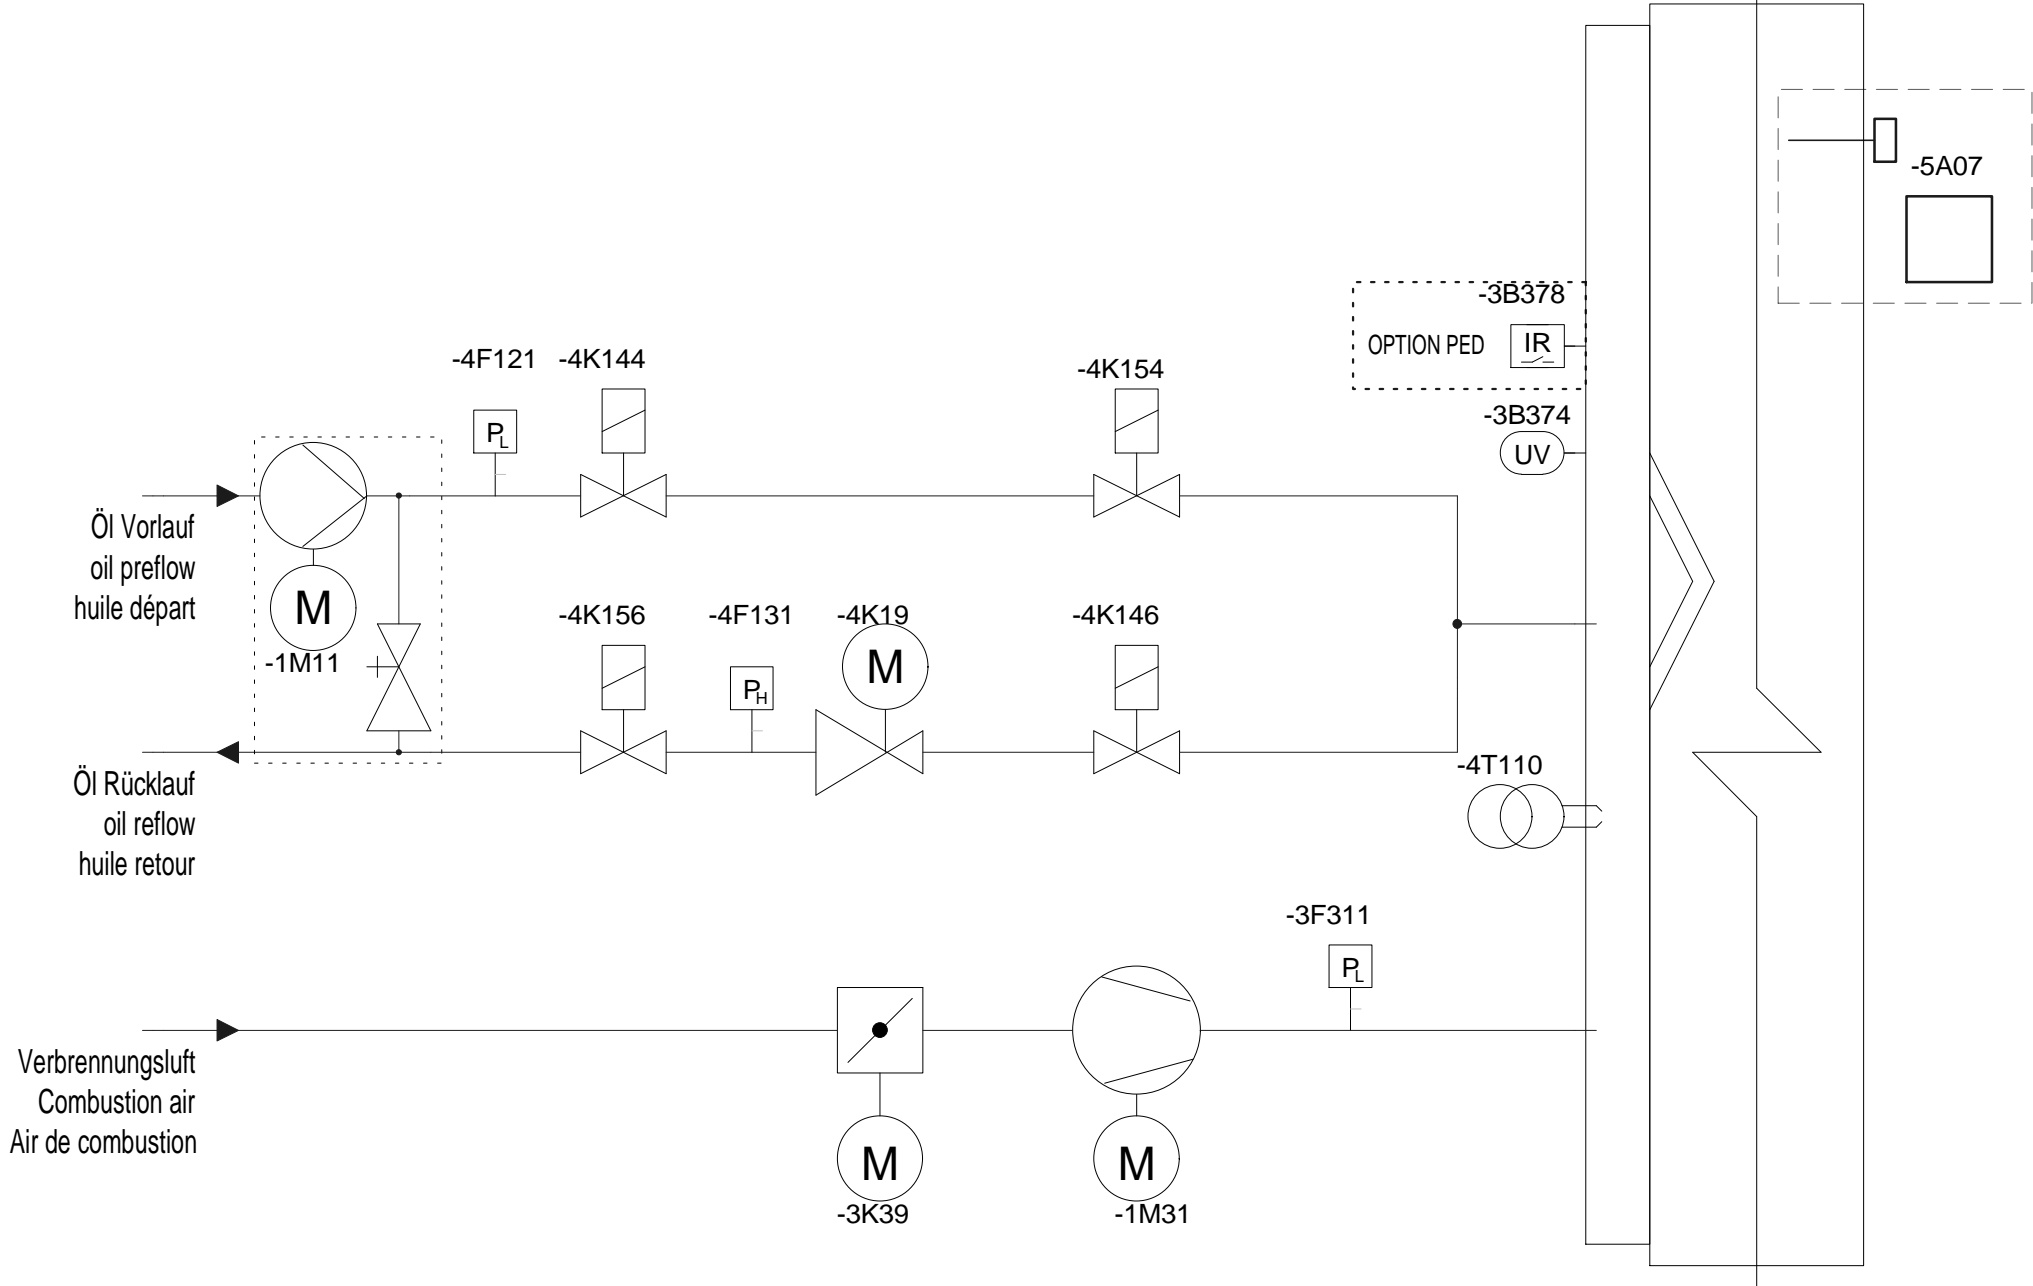 -5A07
-3B378
OPTION PED
IR
-4F121
-4K144
-4K154
-3B374
PL
UV
Öl Vorlauf
oil preflow
huile départ
M
-1M11
-4K156
-4F131
-4K19
-4K146
M
PH
Öl Rücklauf
oil reflow
huile retour
-4T110
-3F311
PL
Verbrennungsluft
Combustion air
Air de combustion
M
M
-3K39
-1M31